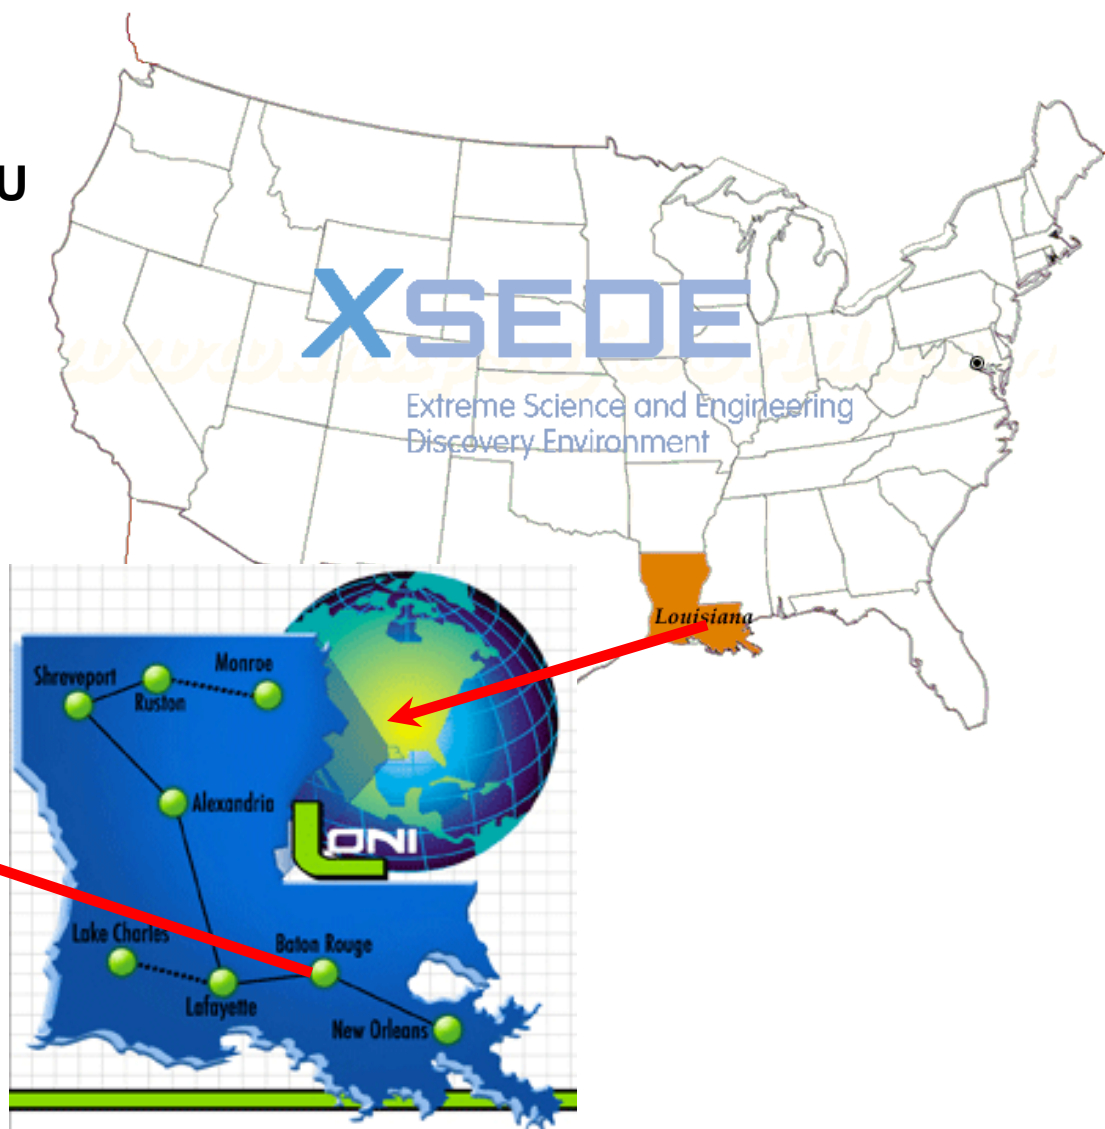 U
XSEDE
Extreme Science and Engineering
Discovery Environment
Louisiana
Monroe
Shreveport
Ruston
Alexandria
LONI
Lake Charles
Baton Rouge
Lafayette
New Orleans